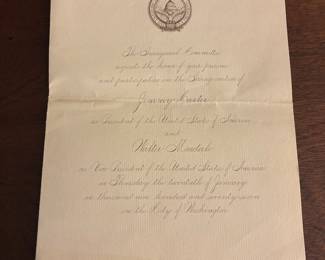 The Inaugural Committee
requests the honor of your presence
and participation in the Inauguration of
Jimmy Carter
as President of the United States of America
and
Walter Mondale
as Vice President of the United States of America
on Thursday the twentieth of January
one thousand nine hundred and seventy-seven
in the City of Washington